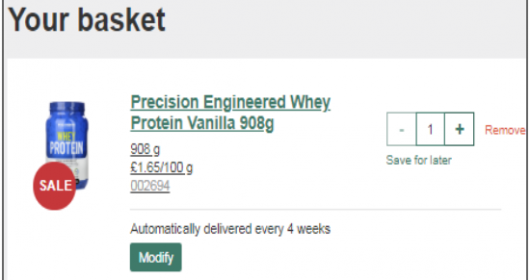 Your basket
Precision Engineered Whey
Protein Vanilla 908g
WHEY
PROTEIN
SALE
908 g
£1.65/100 g
002694
- 1 + Remove
Save for later
Automatically delivered every 4 weeks
Modify